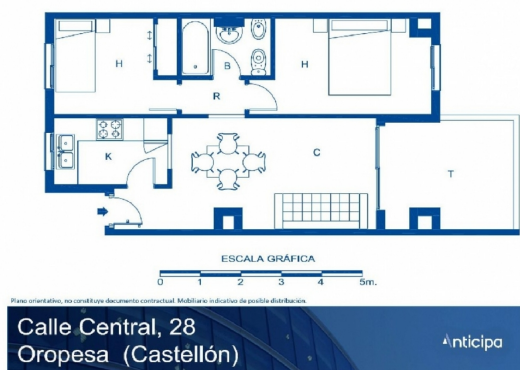 H
B
H
R
K
C
T
ESCALA GRÁFICA
0 1 2 3 4 5m.
Plano orientativo, no constituye documento contractual. Mobiliario indicativo de posible distribución.
Calle Central, 28
Oropesa (Castellón)
Anticipa